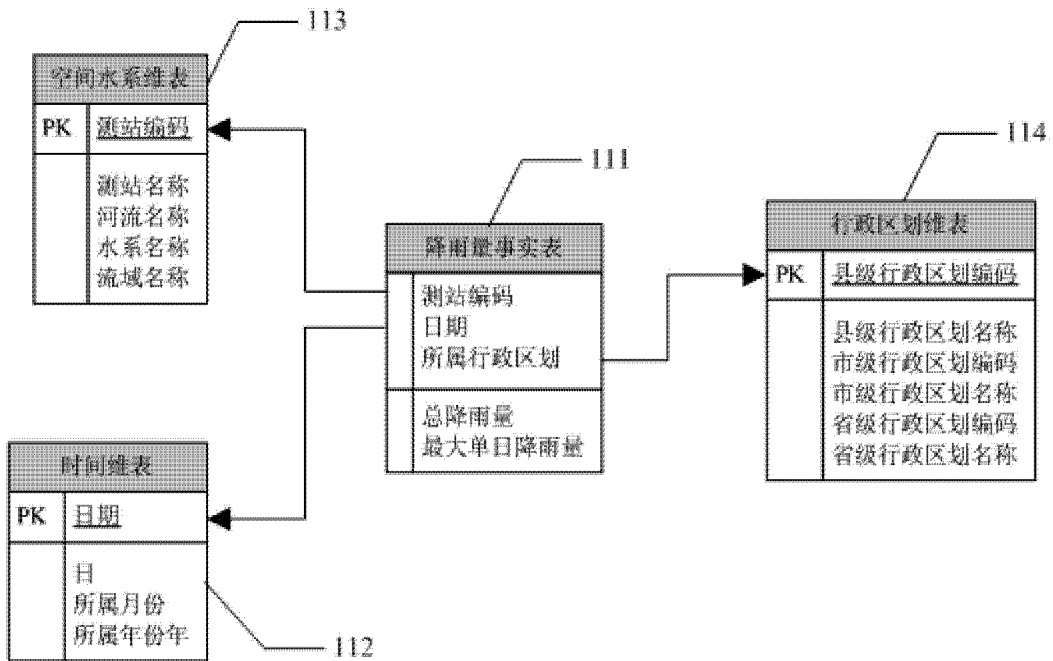 113
空间水系维表
PK 测站编码
测站名称
河流名称
水系名称
流域名称
111
降雨量事实表
测站编码
日期
所属行政区划
总降雨量
最大单日降雨量
114
行政区划维表
PK 县级行政区划编码
县级行政区划名称
市级行政区划编码
市级行政区划名称
省级行政区划编码
省级行政区划名称
时间维表
PK 日期
日
所属月份
所属年份年
112